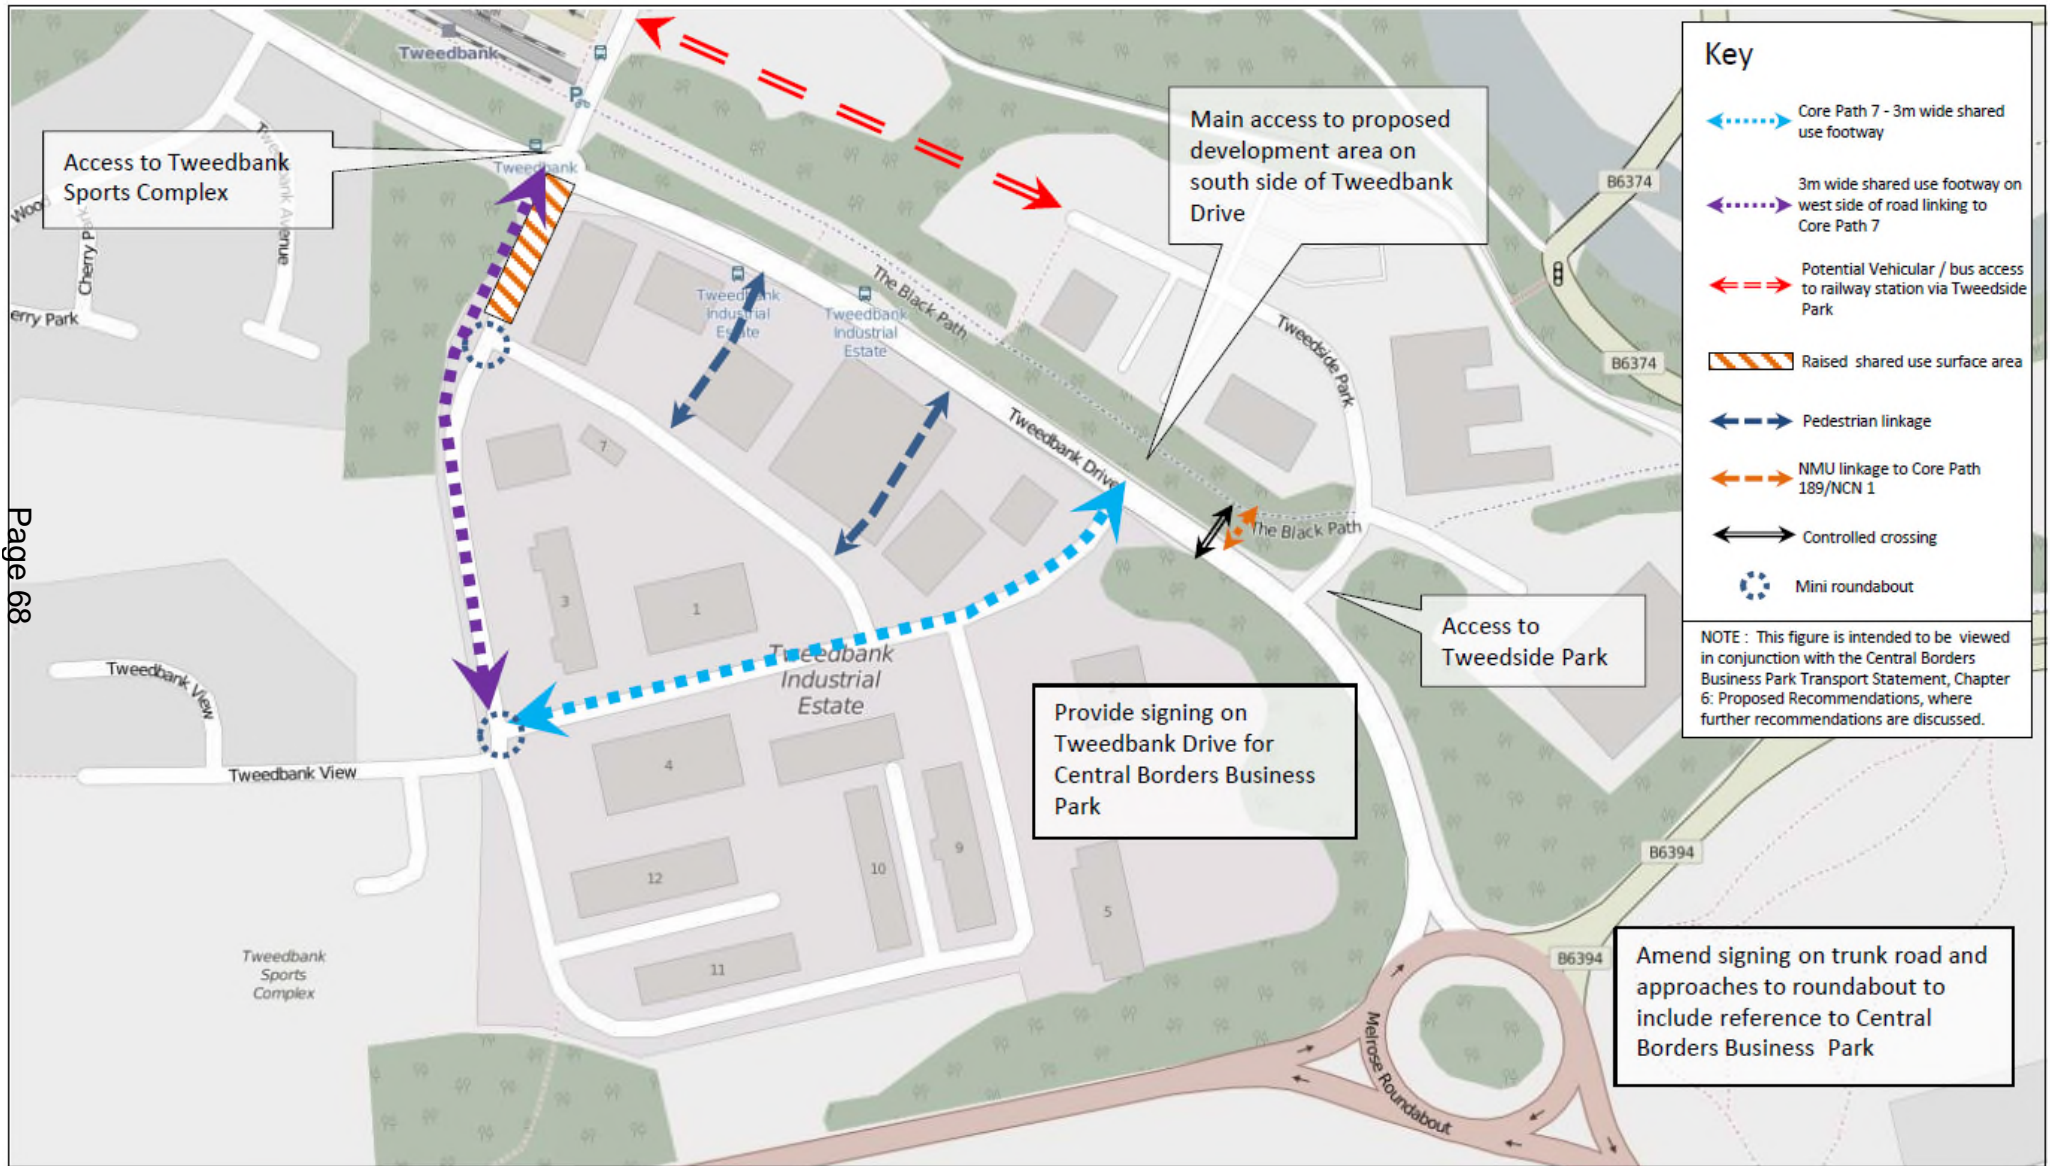 Tweedbank
P
Access to Tweedbank
Sports Complex
Tweedbank
Tweedbank Avenue
Wood
Cherry Park
erry Park
Main access to proposed
development area on
south side of Tweedbank
Drive
Key
Core Path 7 - 3m wide shared
use footway
3m wide shared use footway on
west side of road linking to
Core Path 7
Potential Vehicular / bus access
to railway station via Tweedside
Park
Raised shared use surface area
Pedestrian linkage
NMU linkage to Core Path
189/NCN 1
Controlled crossing
Mini roundabout
NOTE : This figure is intended to be viewed
in conjunction with the Central Borders
Business Park Transport Statement, Chapter
6: Proposed Recommendations, where
further recommendations are discussed.
B6374
B6374
The Black Path
Tweedbank
Industrial
Estate
Tweedbank
Industrial
Estate
Tweedside Park
Tweedbank Drive
The Black Path
7
3
1
Tweedbank
Industrial
Estate
Access to
Tweedside Park
Provide signing on
Tweedbank Drive for
Central Borders Business
Park
Page 68
Tweedbank View
Tweedbank View
4
12
10
9
5
11
Tweedbank
Sports
Complex
B6394
B6394
Melrose Roundabout
Amend signing on trunk road and
approaches to roundabout to
include reference to Central
Borders Business Park